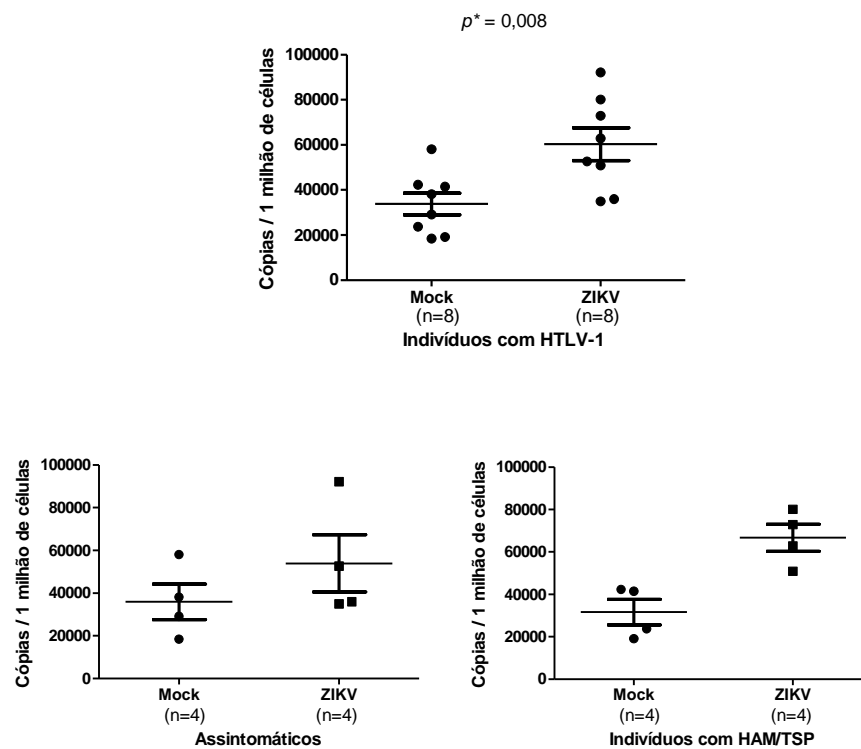 p* = 0,008
Cópias / 1 milhão de células
100000
80000
60000
40000
20000
0
Mock ZIKV
(n=8) (n=8)
Indivíduos com HTLV-1
Cópias / 1 milhão de células
100000
80000
60000
40000
20000
0
Mock ZIKV
(n=4) (n=4)
Assintomáticos
Cópias / 1 milhão de células
100000
80000
60000
40000
20000
0
Mock ZIKV
(n=4) (n=4)
Indivíduos com HAM/TSP